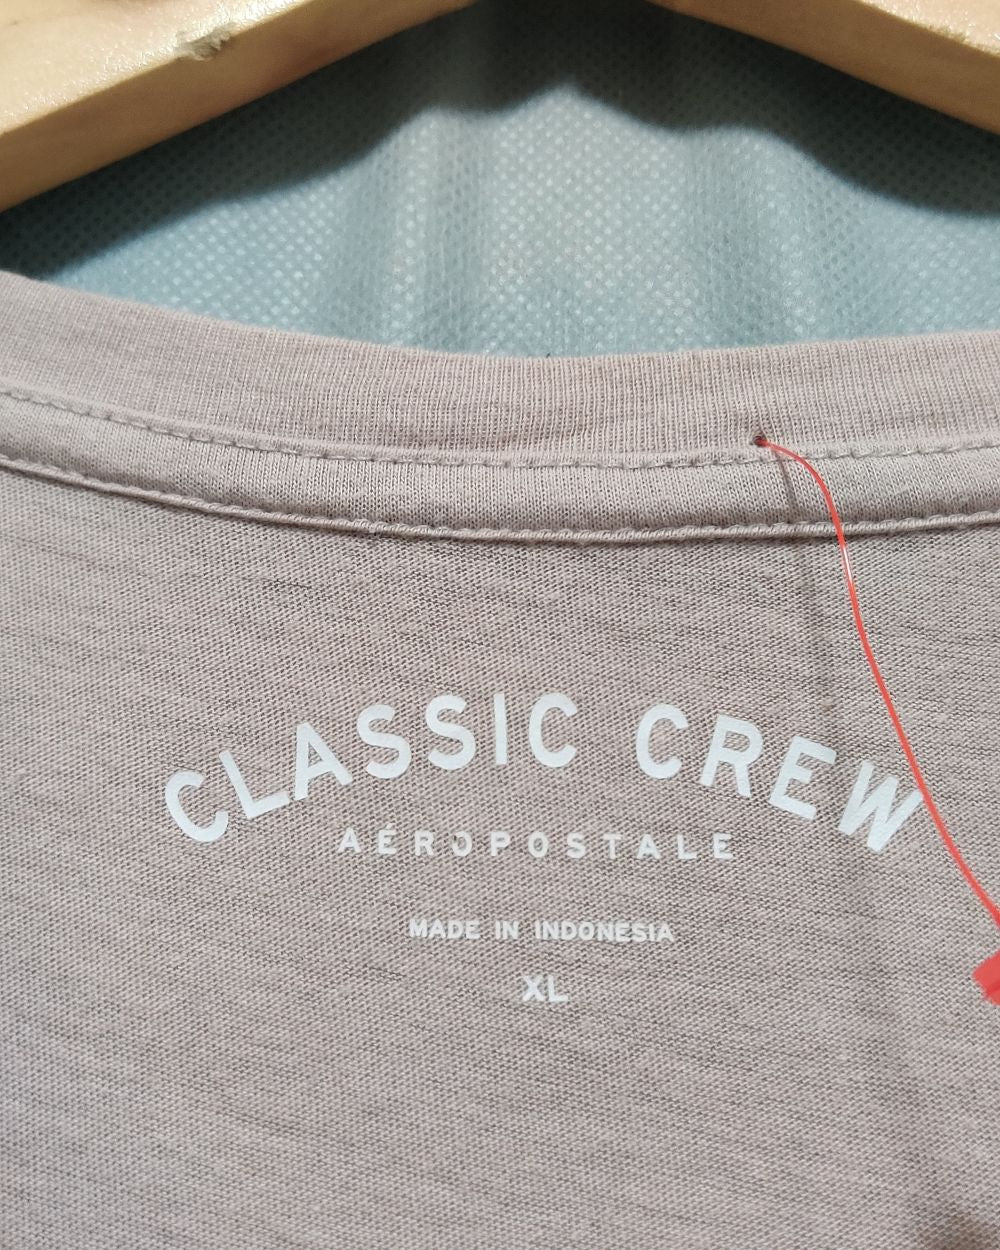 CLASSIC CREW
AÉROPOSTALE
MADE IN INDONESIA
XL